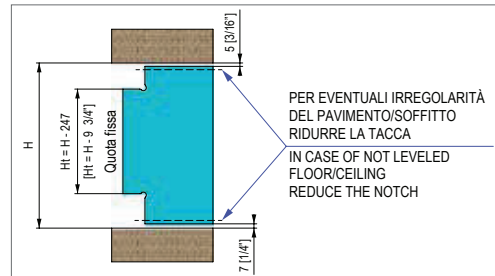 5 [3/16"]
H
Ht = H - 247
[Ht = H - 9 3/4"]
Quota fissa
PER EVENTUALI IRREGOLARITÀ
DEL PAVIMENTO/SOFFITTO
RIDURRE LA TACCA
IN CASE OF NOT LEVELED
FLOOR/CEILING
REDUCE THE NOTCH
7 [1/4"]